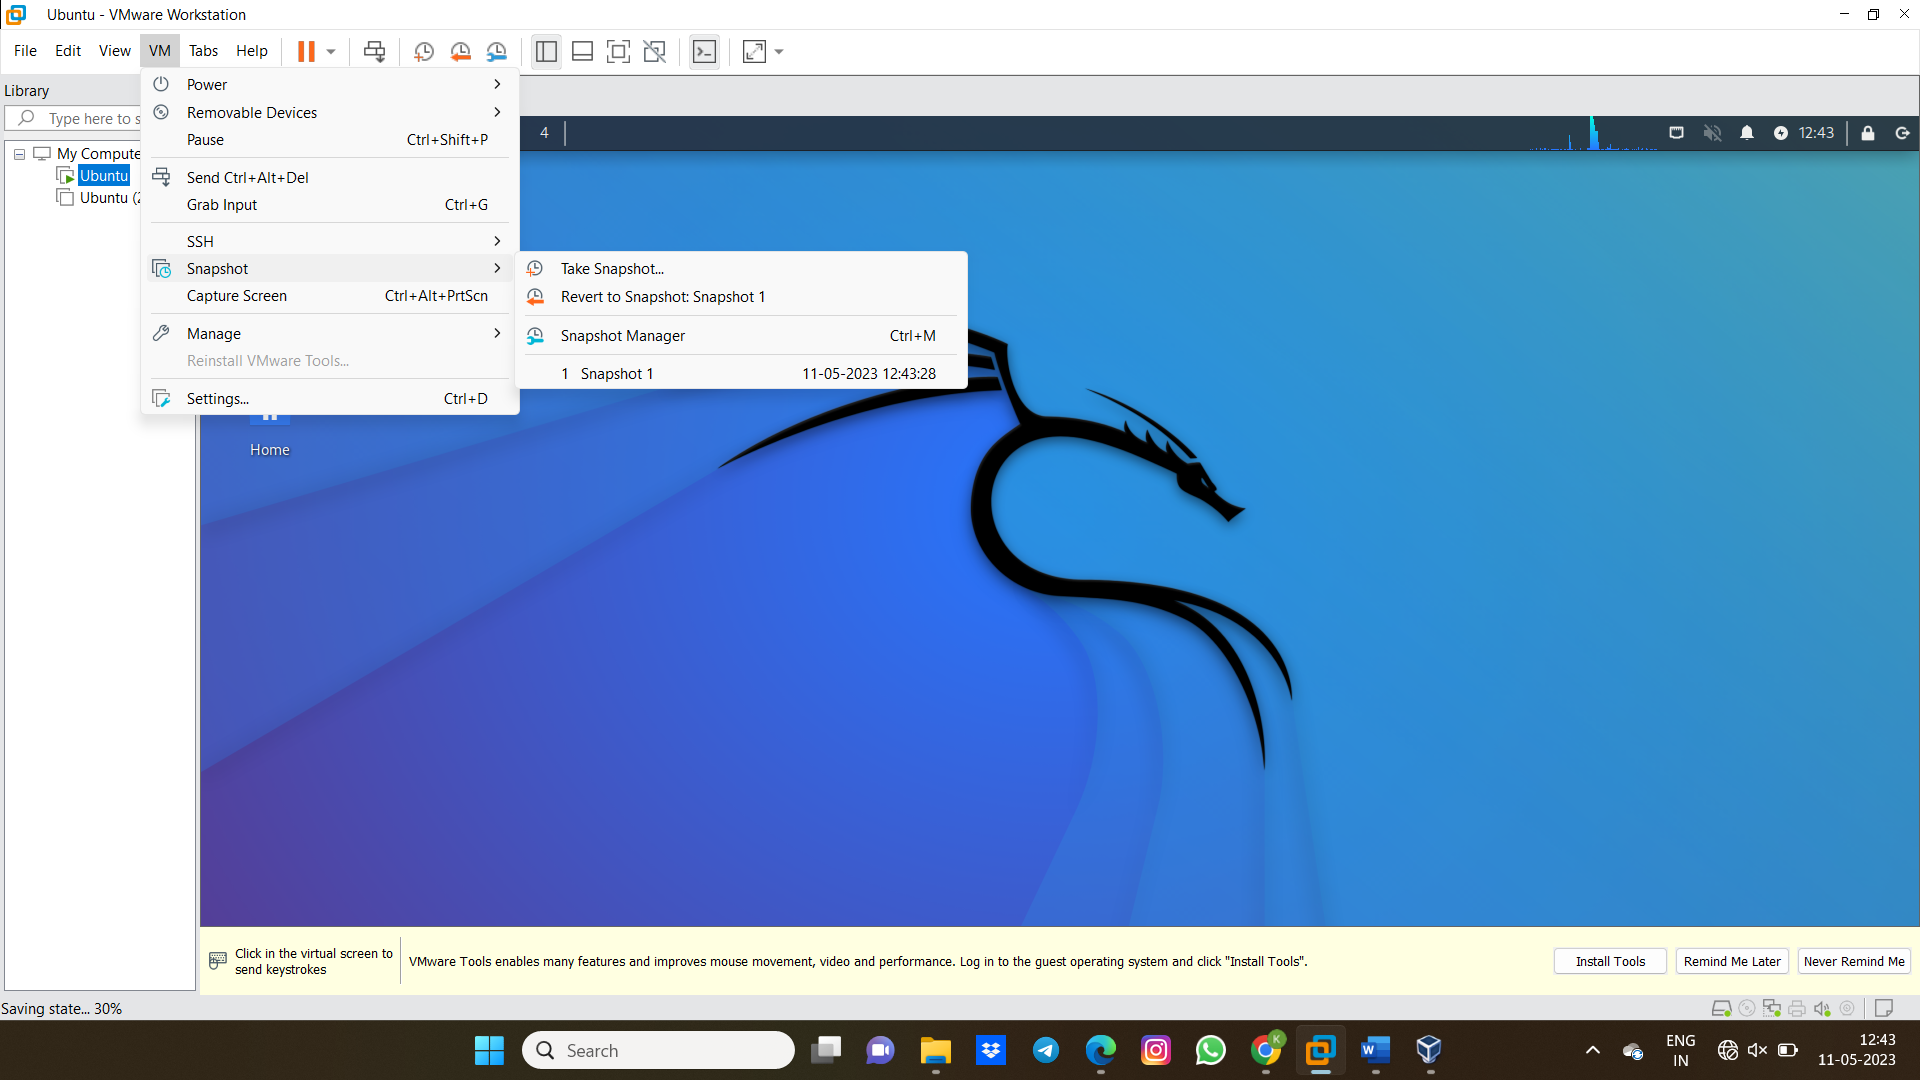 Ubuntu - VMware Workstation
File Edit View VM Tabs Help
Library
Type here to s
My Compute
Ubuntu
Ubuntu (2
Power
Removable Devices
Pause Ctrl+Shift+P
Send Ctrl+Alt+Del
Grab Input Ctrl+G
SSH
Snapshot
Capture Screen Ctrl+Alt+PrtScn
Manage
Reinstall VMware Tools...
Settings... Ctrl+D
Take Snapshot...
Revert to Snapshot: Snapshot 1
Snapshot Manager Ctrl+M
1 Snapshot 1 11-05-2023 12:43:28
4
12:43
Home
Click in the virtual screen to
send keystrokes
VMware Tools enables many features and improves mouse movement, video and performance. Log in to the guest operating system and click "Install Tools".
Install Tools
Remind Me Later
Never Remind Me
Saving state... 30%
Search
K
W
ENG
IN
12:43
11-05-2023